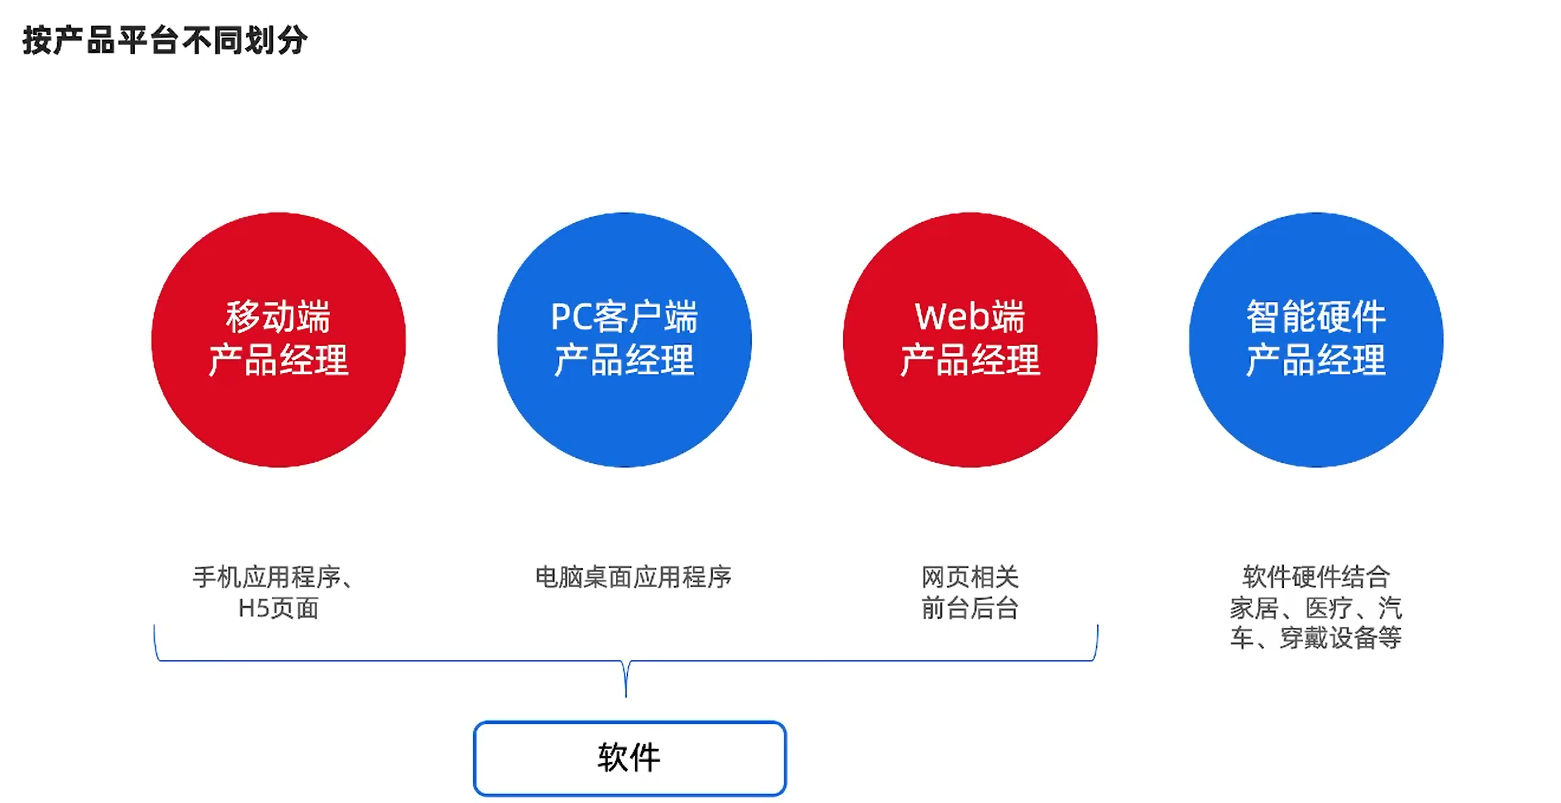 按产品平台不同划分
移动端
产品经理
PC客户端
产品经理
Web端
产品经理
智能硬件
产品经理
手机应用程序、
H5页面
电脑桌面应用程序
网页相关
前台后台
软件硬件结合
家居、医疗、汽
车、穿戴设备等
软件